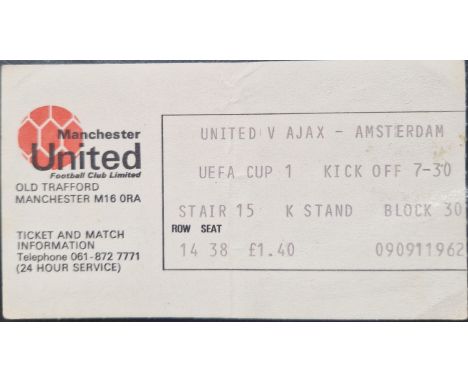 Manchester
United
Football Club Limited
OLD TRAFFORD
MANCHESTER M16 0RA
TICKET AND MATCH
INFORMATION
Telephone 061-872 7771
(24 HOUR SERVICE)
UNITED V AJAX - AMSTERDAM
UEFA CUP 1 KICK OFF 7-30
STAIR 15 K STAND BLOCK 30
ROW SEAT
14 38 £1.40 090911962